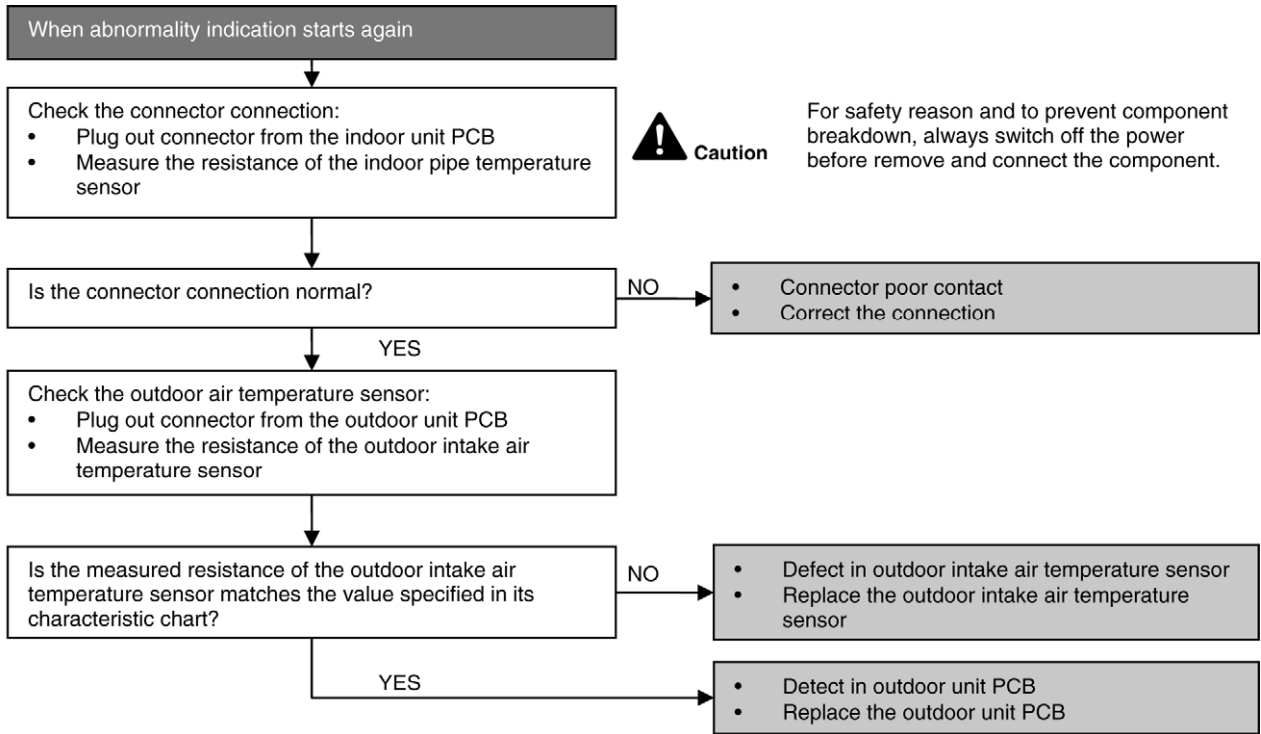 When abnormality indication starts again
Check the connector connection:
• Plug out connector from the indoor unit PCB
• Measure the resistance of the indoor pipe temperature
sensor
Caution
For safety reason and to prevent component
breakdown, always switch off the power
before remove and connect the component.
Is the connector connection normal?
NO
• Connector poor contact
• Correct the connection
YES
Check the outdoor air temperature sensor:
• Plug out connector from the outdoor unit PCB
• Measure the resistance of the outdoor intake air
temperature sensor
Is the measured resistance of the outdoor intake air
temperature sensor matches the value specified in its
characteristic chart?
NO
• Defect in outdoor intake air temperature sensor
• Replace the outdoor intake air temperature
sensor
YES
• Detect in outdoor unit PCB
• Replace the outdoor unit PCB